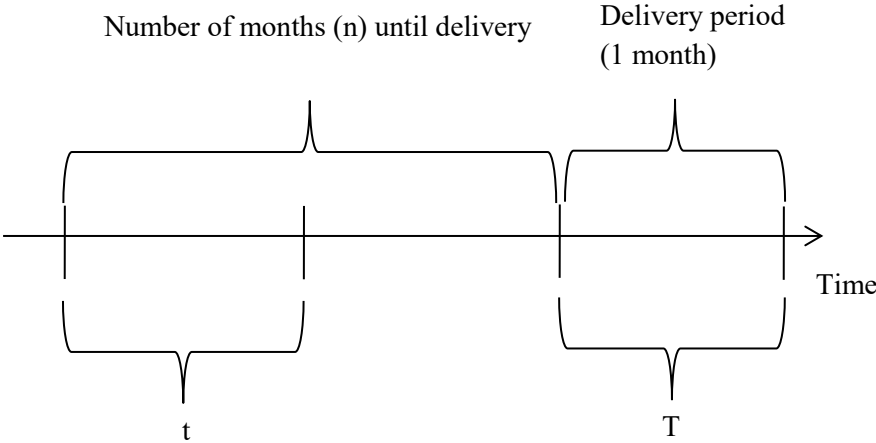 Number of months (n) until delivery
Delivery period
(1 month)
Time
t
T